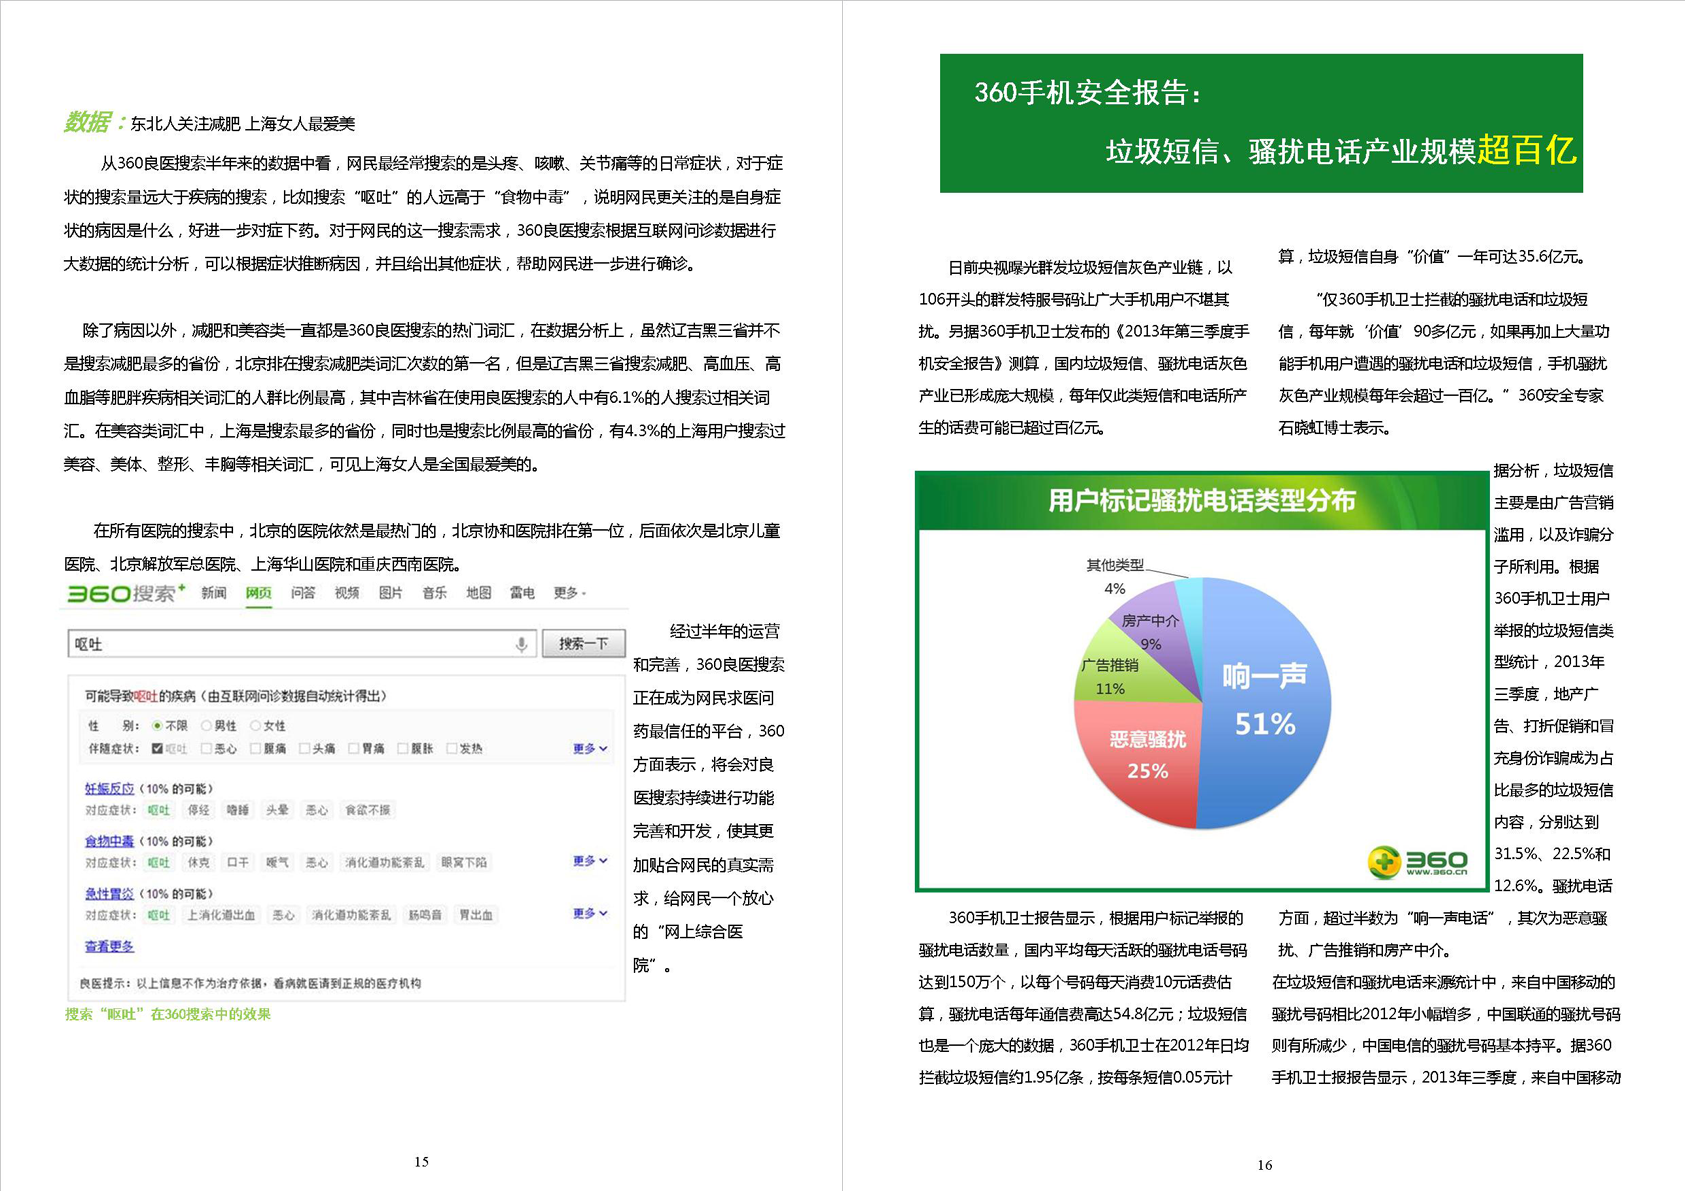 数据：东北人关注减肥 上海女人最爱美
从360良医搜索半年来的数据中看，网民最经常搜索的是头疼、咳嗽、关节痛等的日常症状，对于症
状的搜索量远大于疾病的搜索，比如搜索“呕吐”的人远高于“食物中毒”，说明网民更关注的是自身症
状的病因是什么，好进一步对症下药。对于网民的这一搜索需求，360良医搜索根据互联网问诊数据进行
大数据的统计分析，可以根据症状推断病因，并且给出其他症状，帮助网民进一步进行确诊。
除了病因以外，减肥和美容类一直都是360良医搜索的热门词汇，在数据分析上，虽然辽吉黑三省并不
是搜索减肥最多的省份，北京排在搜索减肥类词汇次数的第一名，但是辽吉黑三省搜索减肥、高血压、高
血脂等肥胖疾病相关词汇的人群比例最高，其中吉林省在使用良医搜索的人中有6.1%的人搜索过相关词
汇。在美容类词汇中，上海是搜索最多的省份，同时也是搜索比例最高的省份，有4.3%的上海用户搜索过
美容、美体、整形、丰胸等相关词汇，可见上海女人是全国最爱美的。
在所有医院的搜索中，北京的医院依然是最热门的，北京协和医院排在第一位，后面依次是北京儿童
医院、北京解放军总医院、上海华山医院和重庆西南医院。
360搜索+ 新闻 网页 问答 视频 图片 音乐 地图 雷电 更多
呕吐 搜索一下
可能导致呕吐的疾病（由互联网问诊数据自动统计得出）
性 别： 不限 男性 女性
伴随症状： 呕吐 恶心 腹痛 头痛 胃痛 腹胀 发热 更多
妊娠反应（10% 的可能）
对应症状： 呕吐 停经 嗜睡 头晕 恶心 食欲不振
食物中毒（10% 的可能）
对应症状： 呕吐 休克 口干 嗳气 恶心 消化道功能紊乱 眼窝下陷 更多
急性胃炎（10% 的可能）
对应症状： 呕吐 上消化道出血 恶心 消化道功能紊乱 肠鸣音 胃出血 更多
查看更多
良医提示：以上信息不作为治疗依据，看病就医请到正规的医疗机构
搜索“呕吐”在360搜索中的效果
经过半年的运营
和完善，360良医搜索
正在成为网民求医问
药最信任的平台，360
方面表示，将会对良
医搜索持续进行功能
完善和开发，使其更
加贴合网民的真实需
求，给网民一个放心
的“网上综合医
院”。
15
360手机安全报告：
垃圾短信、骚扰电话产业规模超百亿
日前央视曝光群发垃圾短信灰色产业链，以
106开头的群发特服号码让广大手机用户不堪其
扰。另据360手机卫士发布的《2013年第三季度手
机安全报告》测算，国内垃圾短信、骚扰电话灰色
产业已形成庞大规模，每年仅此类短信和电话所产
生的话费可能已超过百亿元。
用户标记骚扰电话类型分布
其他类型
4%
房产中介
9%
广告推销
11%
响一声
51%
恶意骚扰
25%
360
www.360.cn
360手机卫士报告显示，根据用户标记举报的
骚扰电话数量，国内平均每天活跃的骚扰电话号码
达到150万个，以每个号码每天消费10元话费估
算，骚扰电话每年通信费高达54.8亿元；垃圾短信
也是一个庞大的数据，360手机卫士在2012年日均
拦截垃圾短信约1.95亿条，按每条短信0.05元计
算，垃圾短信自身“价值”一年可达35.6亿元。
“仅360手机卫士拦截的骚扰电话和垃圾短
信，每年就‘价值’90多亿元，如果再加上大量功
能手机用户遭遇的骚扰电话和垃圾短信，手机骚扰
灰色产业规模每年会超过一百亿。”360安全专家
石晓虹博士表示。
据分析，垃圾短信
主要是由广告营销
滥用，以及诈骗分
子所利用。根据
360手机卫士用户
举报的垃圾短信类
型统计，2013年
三季度，地产广
告、打折促销和冒
充身份诈骗成为占
比最多的垃圾短信
内容，分别达到
31.5%、22.5%和
12.6%。骚扰电话
方面，超过半数为“响一声电话”，其次为恶意骚
扰、广告推销和房产中介。
在垃圾短信和骚扰电话来源统计中，来自中国移动的
骚扰号码相比2012年小幅增多，中国联通的骚扰号码
则有所减少，中国电信的骚扰号码基本持平。据360
手机卫士报报告显示，2013年三季度，来自中国移动
16